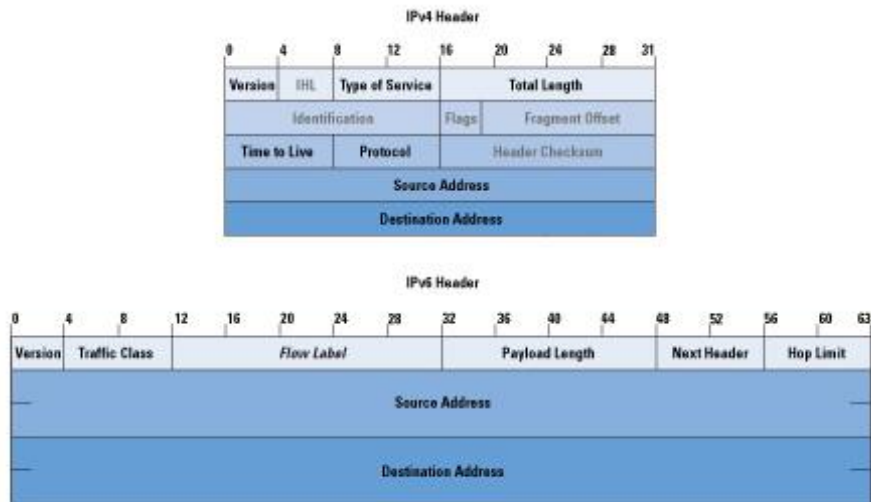 IPv4 Header
0 4 8 12 16 20 24 28 31
Version IHL Type of Service Total Length
Identification Flags Fragment Offset
Time to Live Protocol Header Checksum
Source Address
Destination Address
IPv6 Header
0 4 8 12 16 20 24 28 32 36 40 44 48 52 56 60 63
Version Traffic Class Flow Label Payload Length Next Header Hop Limit
Source Address
Destination Address